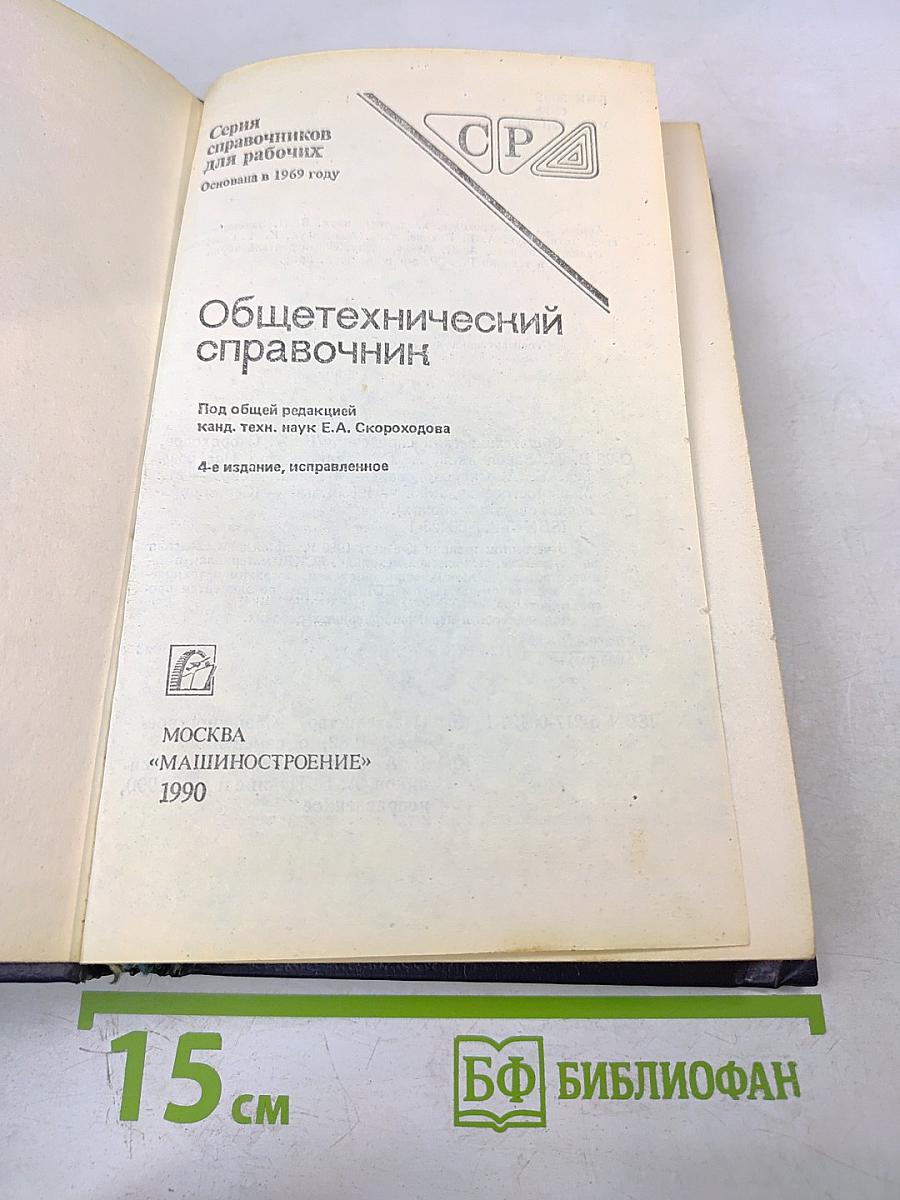 Серия
справочников
для рабочих
Основана в 1969 году
СР
Общетехнический
справочник
Под общей редакцией
канд. техн. наук Е.А. Скороходова
4-е издание, исправленное
МОСКВА
«МАШИНОСТРОЕНИЕ»
1990
15 см
БФ БИБЛИОФАН